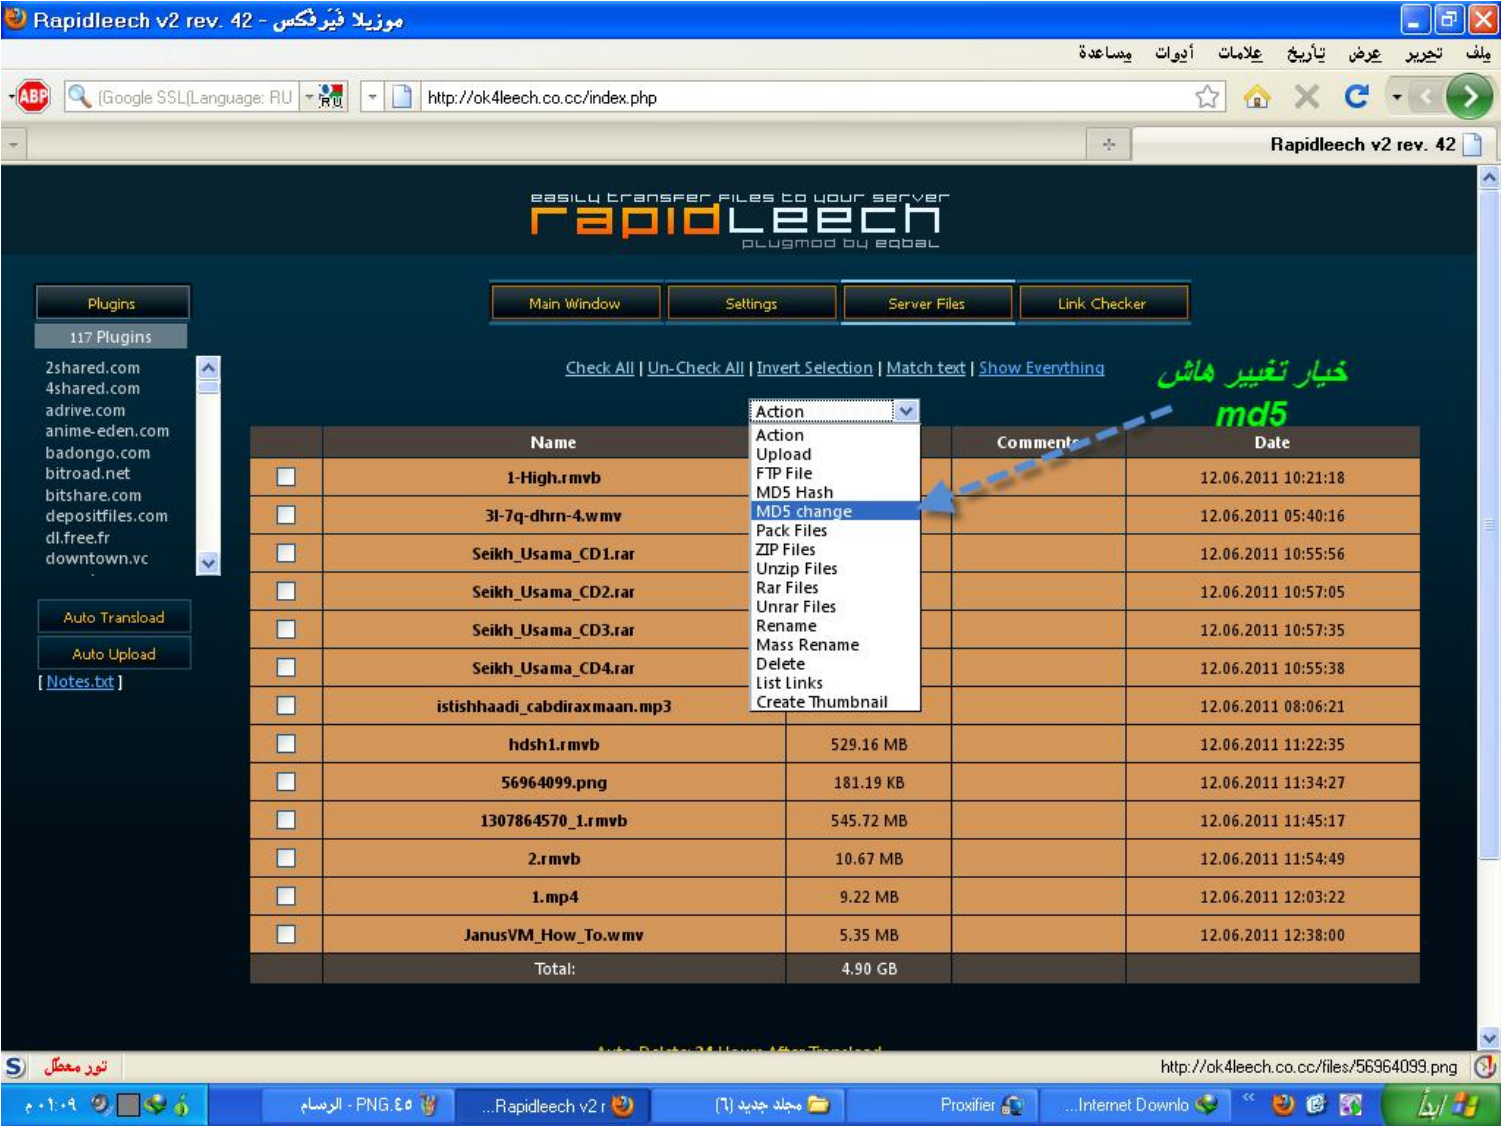 Rapidleech v2 rev. 42 - موزيلا فَيَرفُكس
ملف تحرير عرض تأريخ علامات أدوات مساعدة
ABP (Google SSL(Language: RU RU http://ok4leech.co.cc/index.php
Rapidleech v2 rev. 42
easily transfer files to your server
rapidleech
plugmod by eqbal
Plugins
117 Plugins
2shared.com
4shared.com
adrive.com
anime-eden.com
badongo.com
bitroad.net
bitshare.com
depositfiles.com
dl.free.fr
downtown.vc
Auto Transload
Auto Upload
[ Notes.txt ]
Main Window Settings Server Files Link Checker
Check All | Un-Check All | Invert Selection | Match text | Show Everything
خيار تغيير هاش
md5
Action
Action
Upload
FTP File
MD5 Hash
MD5 change
Pack Files
ZIP Files
Unzip Files
Rar Files
Unrar Files
Rename
Mass Rename
Delete
List Links
Create Thumbnail
Name Comments Date
1-High.rmvb 12.06.2011 10:21:18
3l-7q-dhrn-4.wmv 12.06.2011 05:40:16
Seikh_Usama_CD1.rar 12.06.2011 10:55:56
Seikh_Usama_CD2.rar 12.06.2011 10:57:05
Seikh_Usama_CD3.rar 12.06.2011 10:57:35
Seikh_Usama_CD4.rar 12.06.2011 10:55:38
istishhaadi_cabdiraxmaan.mp3 12.06.2011 08:06:21
hdsh1.rmvb 529.16 MB 12.06.2011 11:22:35
56964099.png 181.19 KB 12.06.2011 11:34:27
1307864570_1.rmvb 545.72 MB 12.06.2011 11:45:17
2.rmvb 10.67 MB 12.06.2011 11:54:49
1.mp4 9.22 MB 12.06.2011 12:03:22
JanusVM_How_To.wmv 5.35 MB 12.06.2011 12:38:00
Total: 4.90 GB
تور معطّل
http://ok4leech.co.cc/files/56964099.png
ابدأ
Internet Downlo...
Proxifier
مجلد جديد (٦)
Rapidleech v2 r...
PNG.٤٥ - الرسام
٠١:٠٩ م